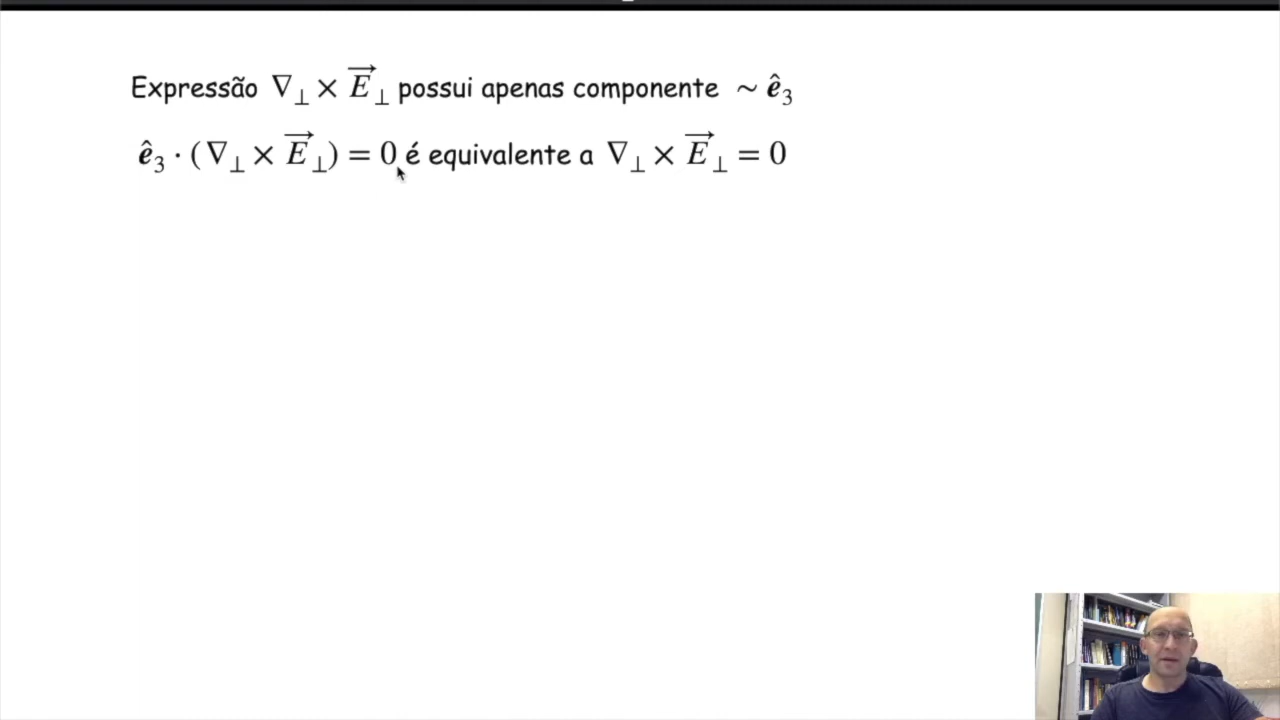 Expressão ∇⊥ × E⃗⊥ possui apenas componente ∼ ê₃
ê₃ · (∇⊥ × E⃗⊥) = 0 é equivalente a ∇⊥ × E⃗⊥ = 0